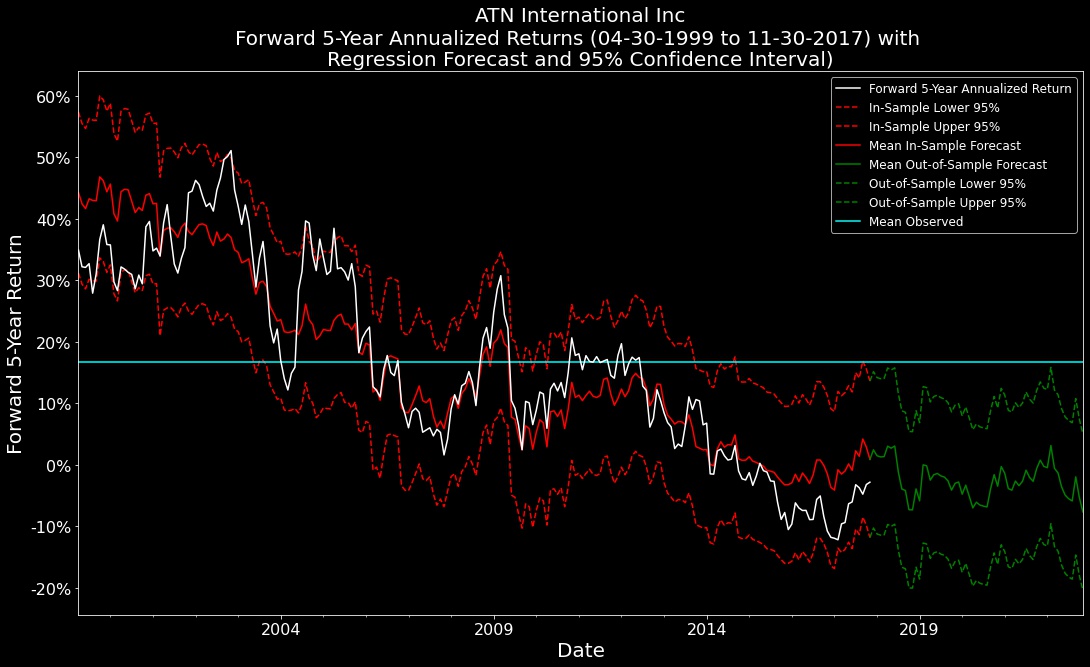 ATN International Inc
Forward 5-Year Annualized Returns (04-30-1999 to 11-30-2017) with
Regression Forecast and 95% Confidence Interval)
Forward 5-Year Annualized Return
In-Sample Lower 95%
In-Sample Upper 95%
Mean In-Sample Forecast
Mean Out-of-Sample Forecast
Out-of-Sample Lower 95%
Out-of-Sample Upper 95%
Mean Observed
Forward 5-Year Return
60%
50%
40%
30%
20%
10%
0%
-10%
-20%
2004
2009
2014
2019
Date